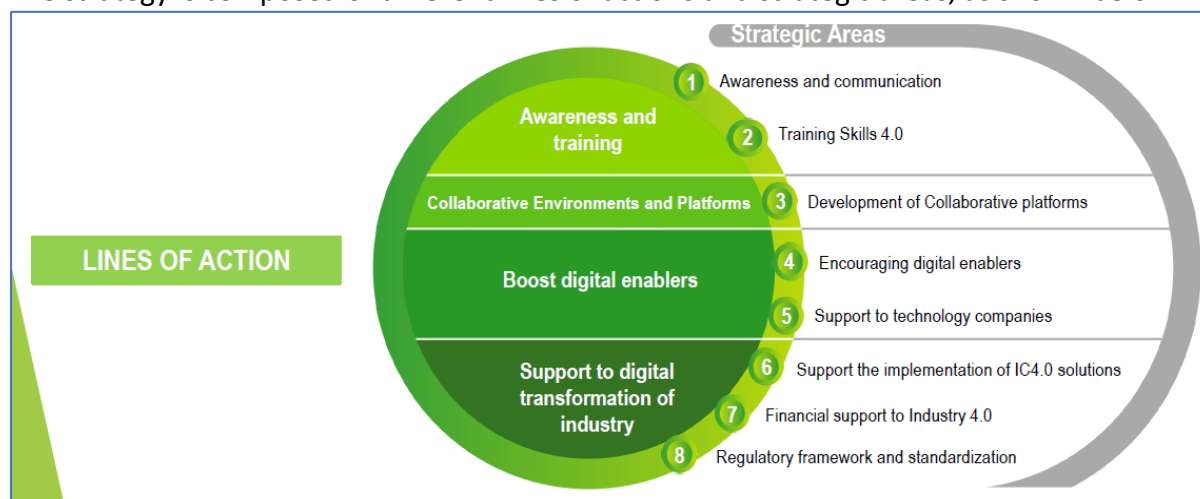 Strategic Areas
1 Awareness and communication
Awareness and
training
2 Training Skills 4.0
Collaborative Environments and Platforms
3 Development of Collaborative platforms
LINES OF ACTION
Boost digital enablers
4 Encouraging digital enablers
5 Support to technology companies
Support to digital
transformation of
industry
6 Support the implementation of IC4.0 solutions
7 Financial support to Industry 4.0
8 Regulatory framework and standardization